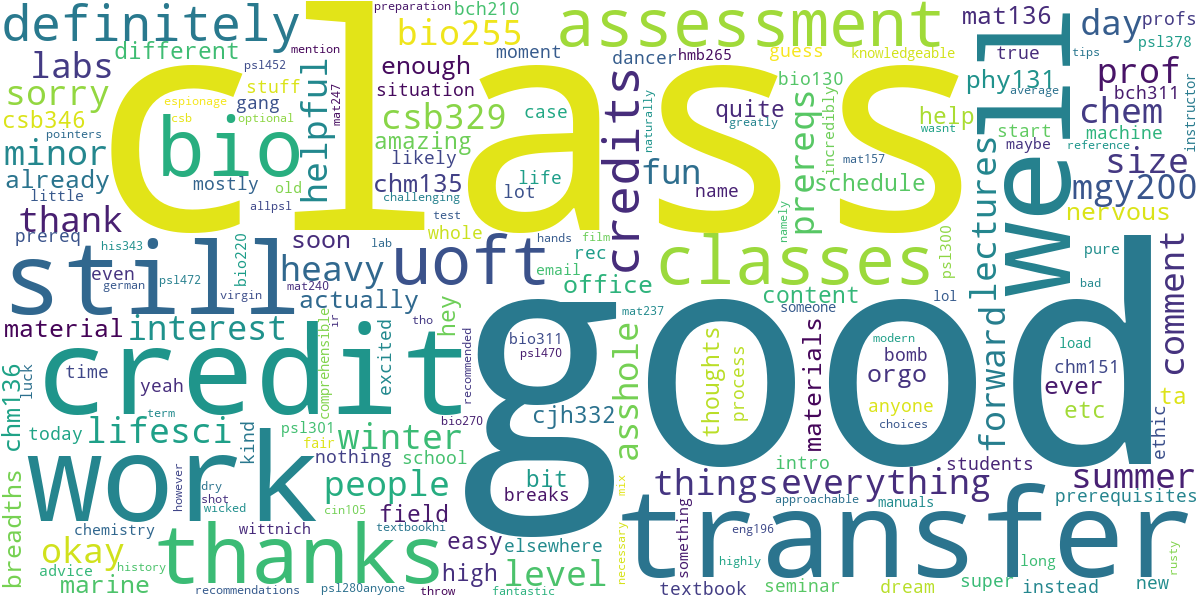 preparation
bch210
definitely
class
bio255
assessment
mat136
day
profs
different
mention
moment
dancer
hmb265
guess
knowledgeable
true
psl378
labs
psl452
helpful
enough
well
tips
stuff
mat247
situation
credits
bio130
phy131
average
prof
sorry
espionage
gang
csb329
case
quite
prereqs
incredibly
help
start
bch311
csb346
csb
optional
amazing
naturally
greatly
wasnt
chem
pointers
bio
machine
minor
likely
fun
mat157
maybe
reference
instructor
already
mostly
old
chm135
life
name
schedule
lectures
size
little
allpsl
challenging
lot
mgy200
thank
test
whole
namely
nervous
prereq
his343
still
bio220
soon
lab
uoft
hands
film
classes
psl300
comment
even
german
psl472
heavy
rec
email
pure
virgin
mat240
actually
office
content
lol
bad
material
interest
ir
tho
hey
mat237
someone
forward
credit
comprehensible
excited
recommended
bio311
psl470
good
asshole
thoughts
process
materials
modern
bomb
load
chm151
chm136
luck
time
yeah
orgo
ever
term
bio270
cjh332
anyone
etc
ta
today
lifesci
kind
psl301
fair
winter
choices
ethic
nothing
school
work
however
dry
shot
wicked
people
bit
breaks
mix
intro
students
summer
breadths
cin105
field
thingseverything
approachable
manuals
prerequisites
chemistry
wittnich
textbookhi
easy
transfer
something
eng196
okay
thanks
elsewhere
necessary
highly
long
rusty
advice
history
high
level
super
marine
recommendations
psl280anyone
throw
fantastic
textbook
seminar
dream
instead
new